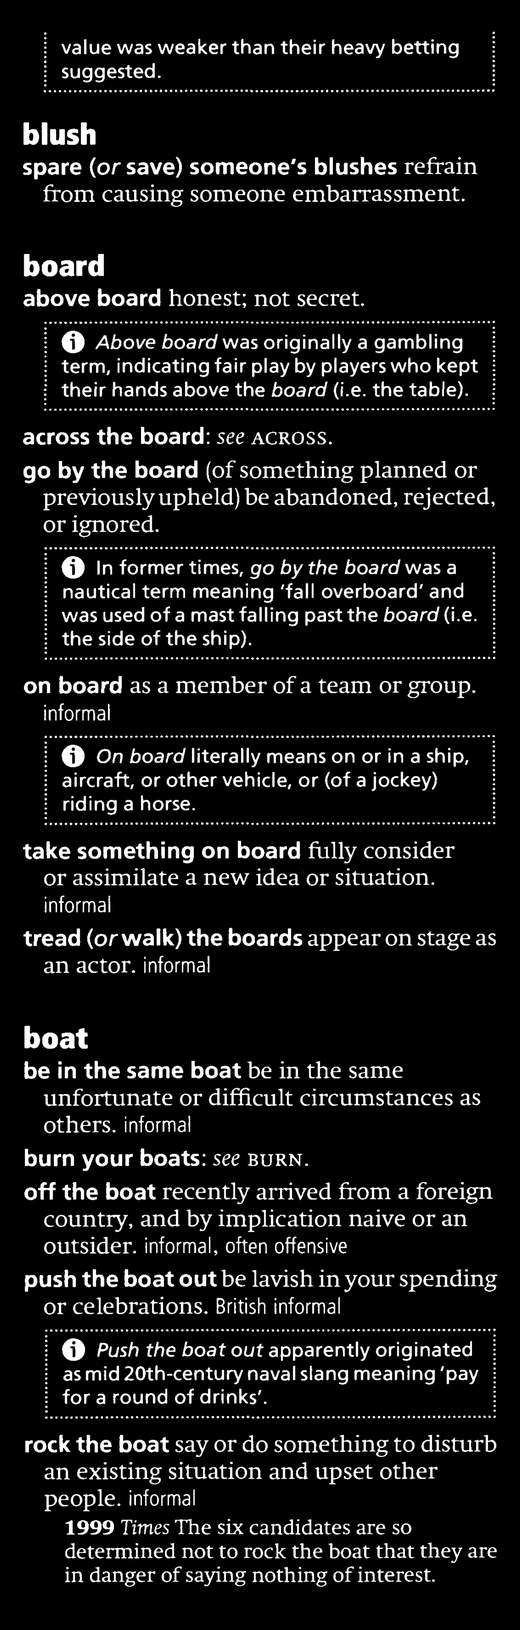 value was weaker than their heavy betting
suggested.
blush
spare (or save) someone's blushes refrain
from causing someone embarrassment.
board
above board honest; not secret.
Above board was originally a gambling
term, indicating fair play by players who kept
their hands above the board (i.e. the table).
across the board: see ACROSS.
go by the board (of something planned or
previously upheld) be abandoned, rejected,
or ignored.
In former times, go by the board was a
nautical term meaning 'fall overboard' and
was used of a mast falling past the board (i.e.
the side of the ship).
on board as a member of a team or group.
informal
On board literally means on or in a ship,
aircraft, or other vehicle, or (of a jockey)
riding a horse.
take something on board fully consider
or assimilate a new idea or situation.
informal
tread (or walk) the boards appear on stage as
an actor. informal
boat
be in the same boat be in the same
unfortunate or difficult circumstances as
others. informal
burn your boats: see BURN.
off the boat recently arrived from a foreign
country, and by implication naive or an
outsider. informal, often offensive
push the boat out be lavish in your spending
or celebrations. British informal
Push the boat out apparently originated
as mid 20th-century naval slang meaning 'pay
for a round of drinks'.
rock the boat say or do something to disturb
an existing situation and upset other
people. informal
1999 Times The six candidates are so
determined not to rock the boat that they are
in danger of saying nothing of interest.